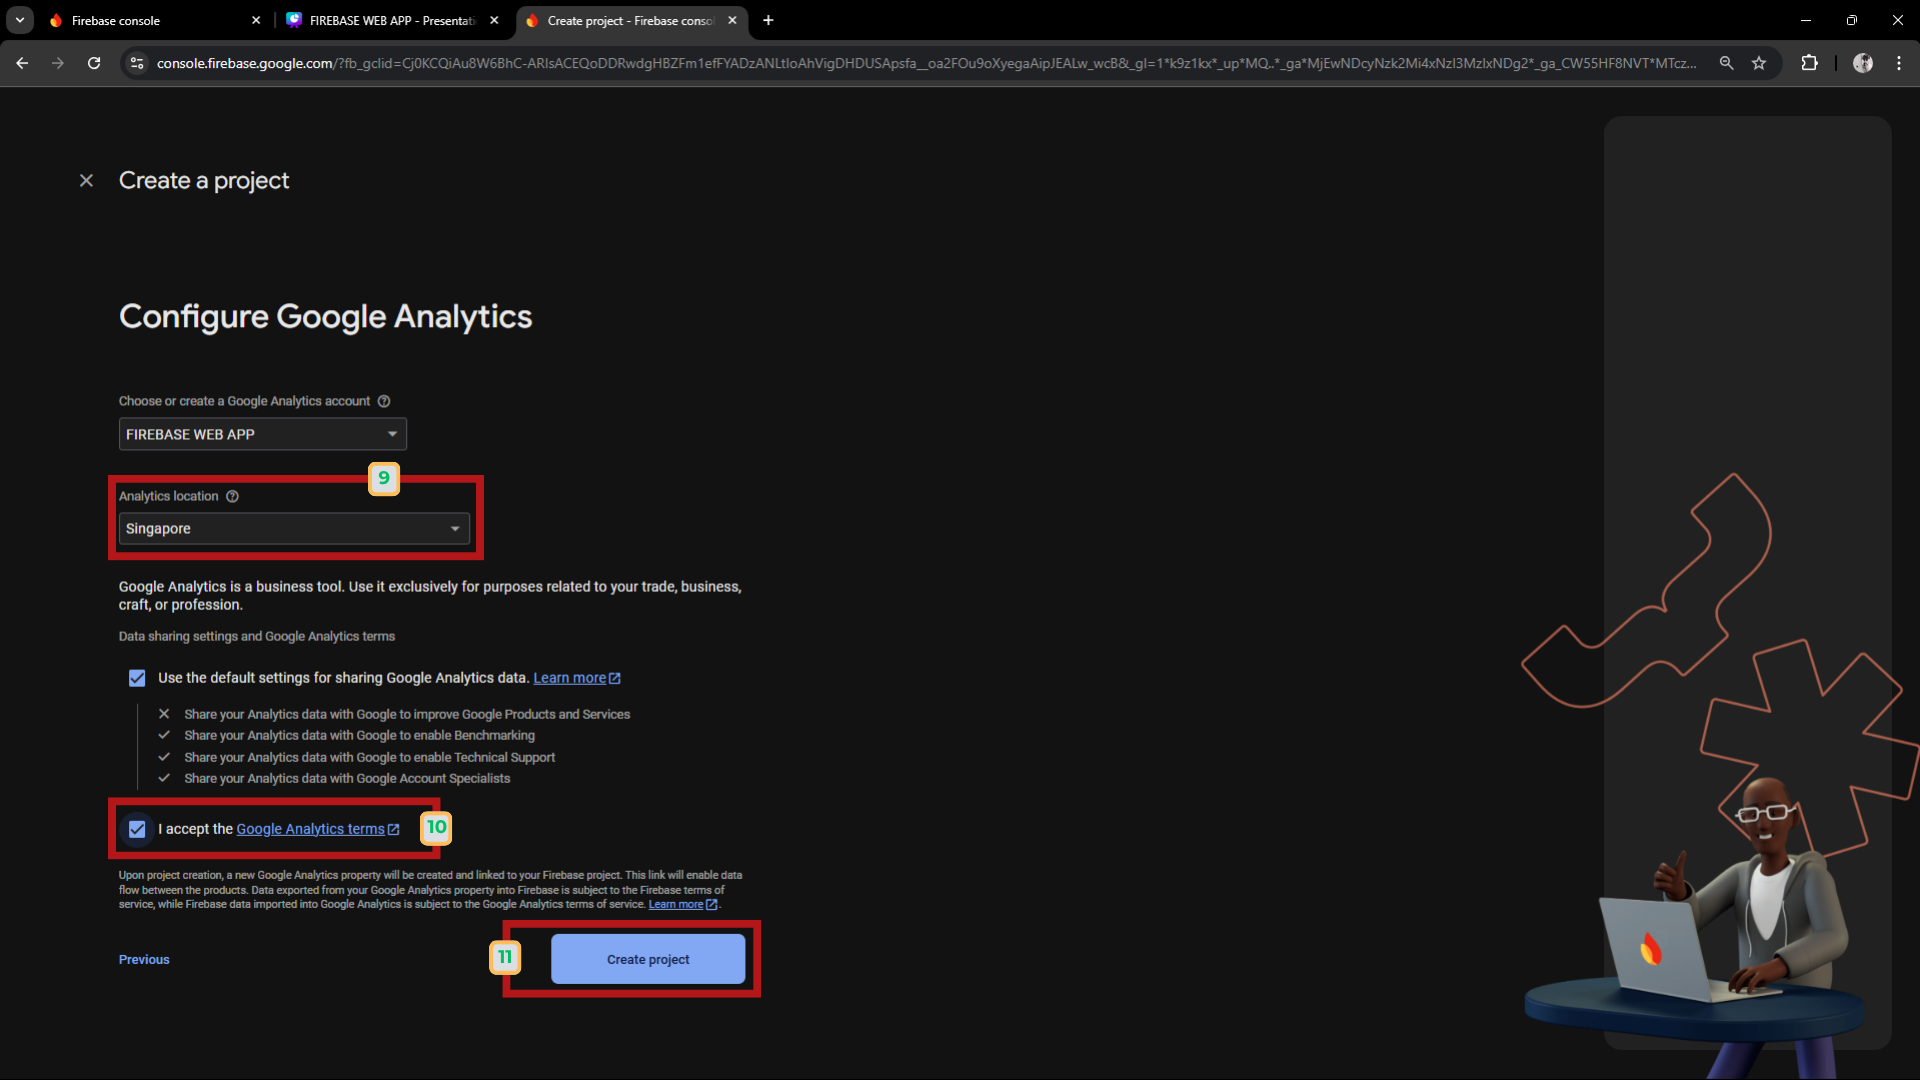 Firebase console
FIREBASE WEB APP - Presentati
Create project - Firebase conso
console.firebase.google.com/?fb_gclid=Cj0KCQiAu8W6BhC-ARIsACEQoDDRwdgHBZFm1efFYADzANLtIoAhVigDHDUSApsfa__oa2FOu9oXyegaAipJEALw_wcB&_gl=1*k9z1kx*_up*MQ..*_ga*MjEwNDcyNzk2Mi4xNzI3MzIxNDg2*_ga_CW55HF8NVT*MTcz...
Create a project
Configure Google Analytics
Choose or create a Google Analytics account
FIREBASE WEB APP
9
Analytics location
Singapore
Google Analytics is a business tool. Use it exclusively for purposes related to your trade, business,
craft, or profession.
Data sharing settings and Google Analytics terms
Use the default settings for sharing Google Analytics data. Learn more
Share your Analytics data with Google to improve Google Products and Services
Share your Analytics data with Google to enable Benchmarking
Share your Analytics data with Google to enable Technical Support
Share your Analytics data with Google Account Specialists
I accept the Google Analytics terms
10
Upon project creation, a new Google Analytics property will be created and linked to your Firebase project. This link will enable data
flow between the products. Data exported from your Google Analytics property into Firebase is subject to the Firebase terms of
service, while Firebase data imported into Google Analytics is subject to the Google Analytics terms of service. Learn more.
Previous
11
Create project